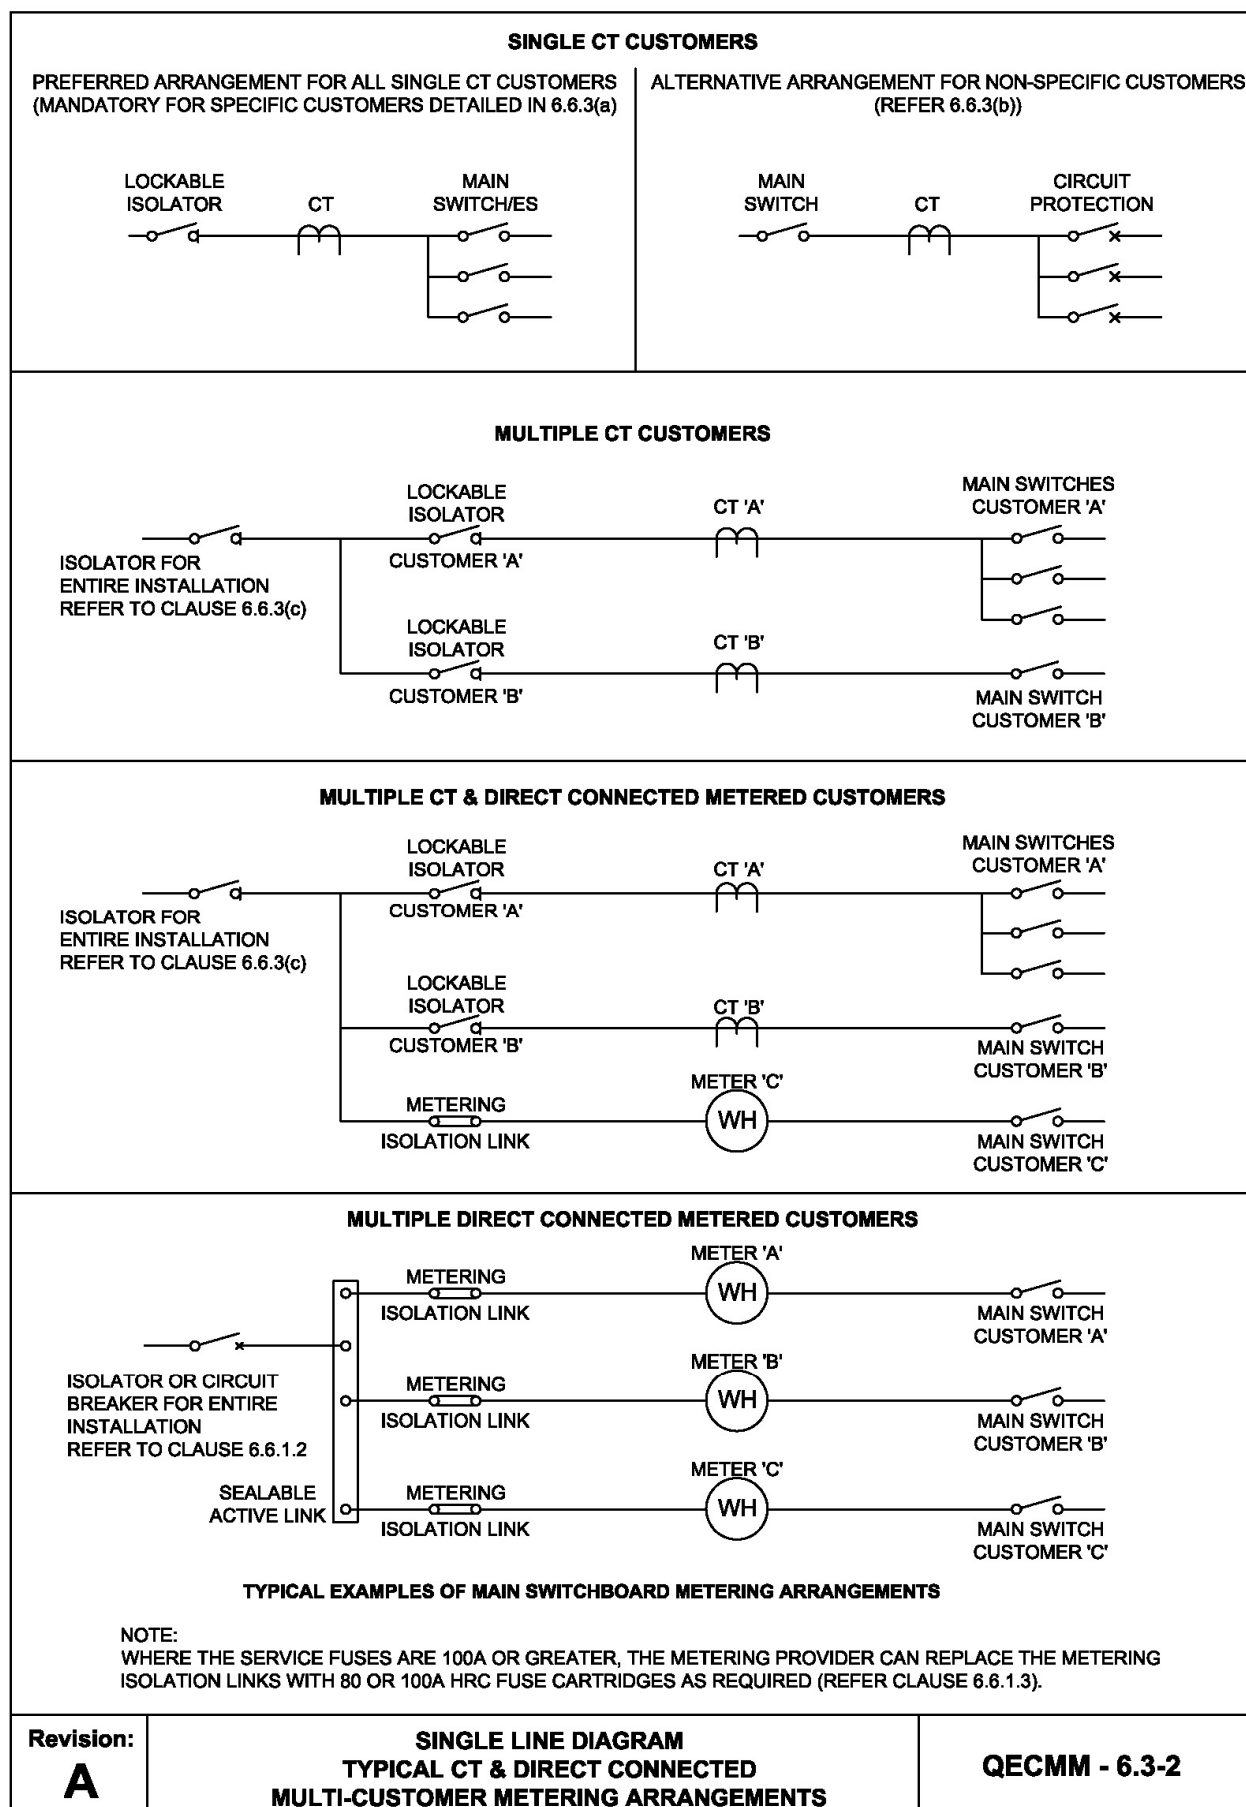 SINGLE CT CUSTOMERS
PREFERRED ARRANGEMENT FOR ALL SINGLE CT CUSTOMERS
(MANDATORY FOR SPECIFIC CUSTOMERS DETAILED IN 6.6.3(a)
ALTERNATIVE ARRANGEMENT FOR NON-SPECIFIC CUSTOMERS
(REFER 6.6.3(b))
LOCKABLE
ISOLATOR
CT
MAIN
SWITCH/ES
MAIN
SWITCH
CT
CIRCUIT
PROTECTION
MULTIPLE CT CUSTOMERS
ISOLATOR FOR
ENTIRE INSTALLATION
REFER TO CLAUSE 6.6.3(c)
LOCKABLE
ISOLATOR
CUSTOMER 'A'
CT 'A'
MAIN SWITCHES
CUSTOMER 'A'
LOCKABLE
ISOLATOR
CUSTOMER 'B'
CT 'B'
MAIN SWITCH
CUSTOMER 'B'
MULTIPLE CT & DIRECT CONNECTED METERED CUSTOMERS
ISOLATOR FOR
ENTIRE INSTALLATION
REFER TO CLAUSE 6.6.3(c)
LOCKABLE
ISOLATOR
CUSTOMER 'A'
CT 'A'
MAIN SWITCHES
CUSTOMER 'A'
LOCKABLE
ISOLATOR
CUSTOMER 'B'
CT 'B'
MAIN SWITCH
CUSTOMER 'B'
METERING
ISOLATION LINK
METER 'C'
WH
MAIN SWITCH
CUSTOMER 'C'
MULTIPLE DIRECT CONNECTED METERED CUSTOMERS
METERING
ISOLATION LINK
METER 'A'
WH
MAIN SWITCH
CUSTOMER 'A'
ISOLATOR OR CIRCUIT
BREAKER FOR ENTIRE
INSTALLATION
REFER TO CLAUSE 6.6.1.2
METERING
ISOLATION LINK
METER 'B'
WH
MAIN SWITCH
CUSTOMER 'B'
SEALABLE
ACTIVE LINK
METERING
ISOLATION LINK
METER 'C'
WH
MAIN SWITCH
CUSTOMER 'C'
TYPICAL EXAMPLES OF MAIN SWITCHBOARD METERING ARRANGEMENTS
NOTE:
WHERE THE SERVICE FUSES ARE 100A OR GREATER, THE METERING PROVIDER CAN REPLACE THE METERING
ISOLATION LINKS WITH 80 OR 100A HRC FUSE CARTRIDGES AS REQUIRED (REFER CLAUSE 6.6.1.3).
Revision:
A
SINGLE LINE DIAGRAM
TYPICAL CT & DIRECT CONNECTED
MULTI-CUSTOMER METERING ARRANGEMENTS
QECMM - 6.3-2